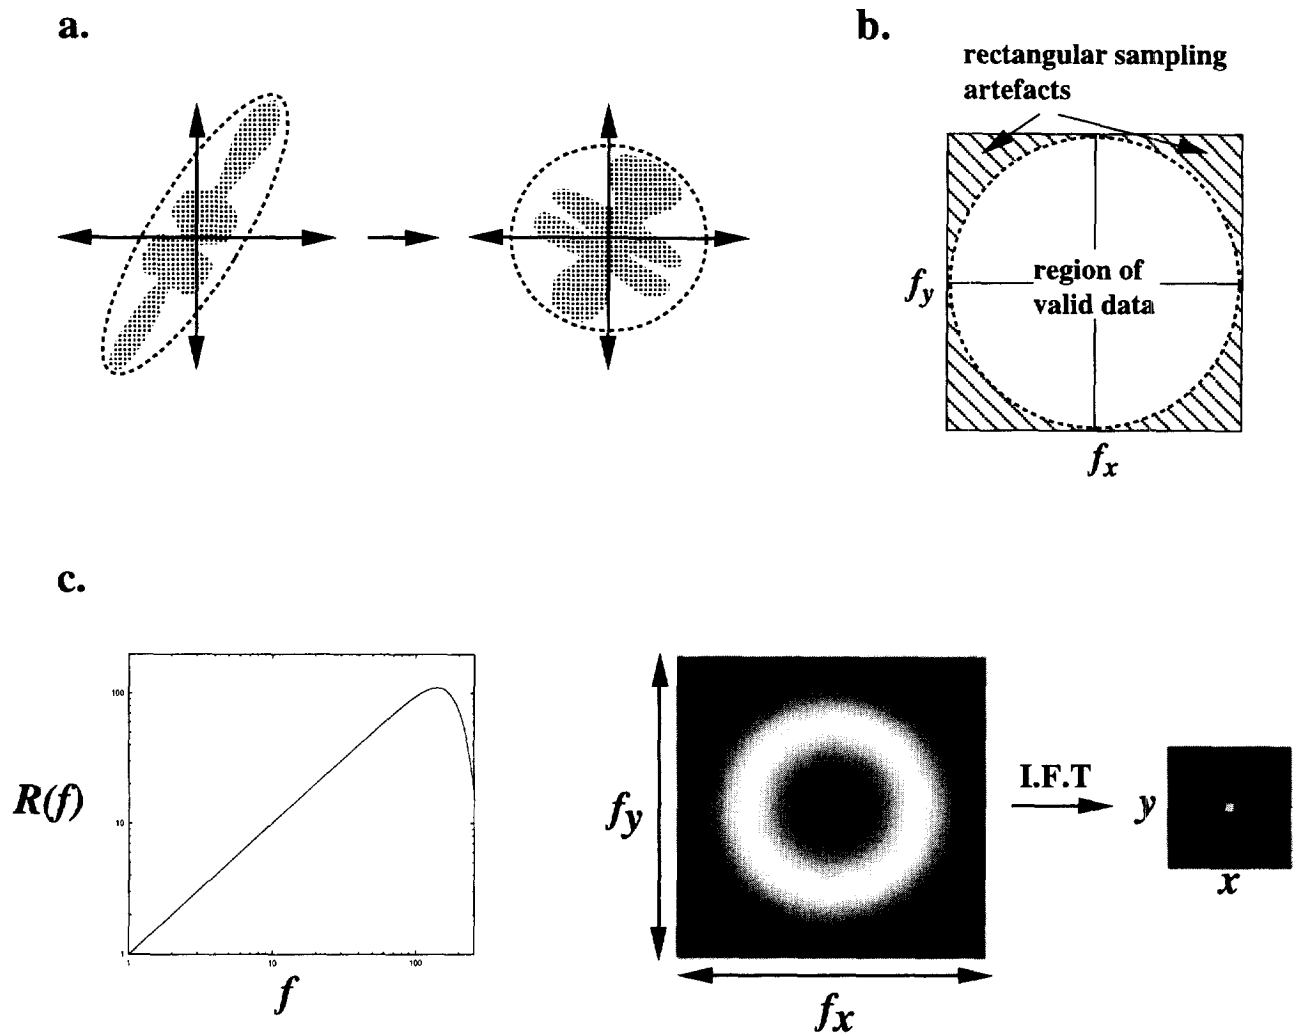 a.
b.
rectangular sampling
artefacts
region of
valid data
f_y
f_x
c.
100
10
1
1
10
100
R(f)
f
f_y
f_x
I.F.T
y
x